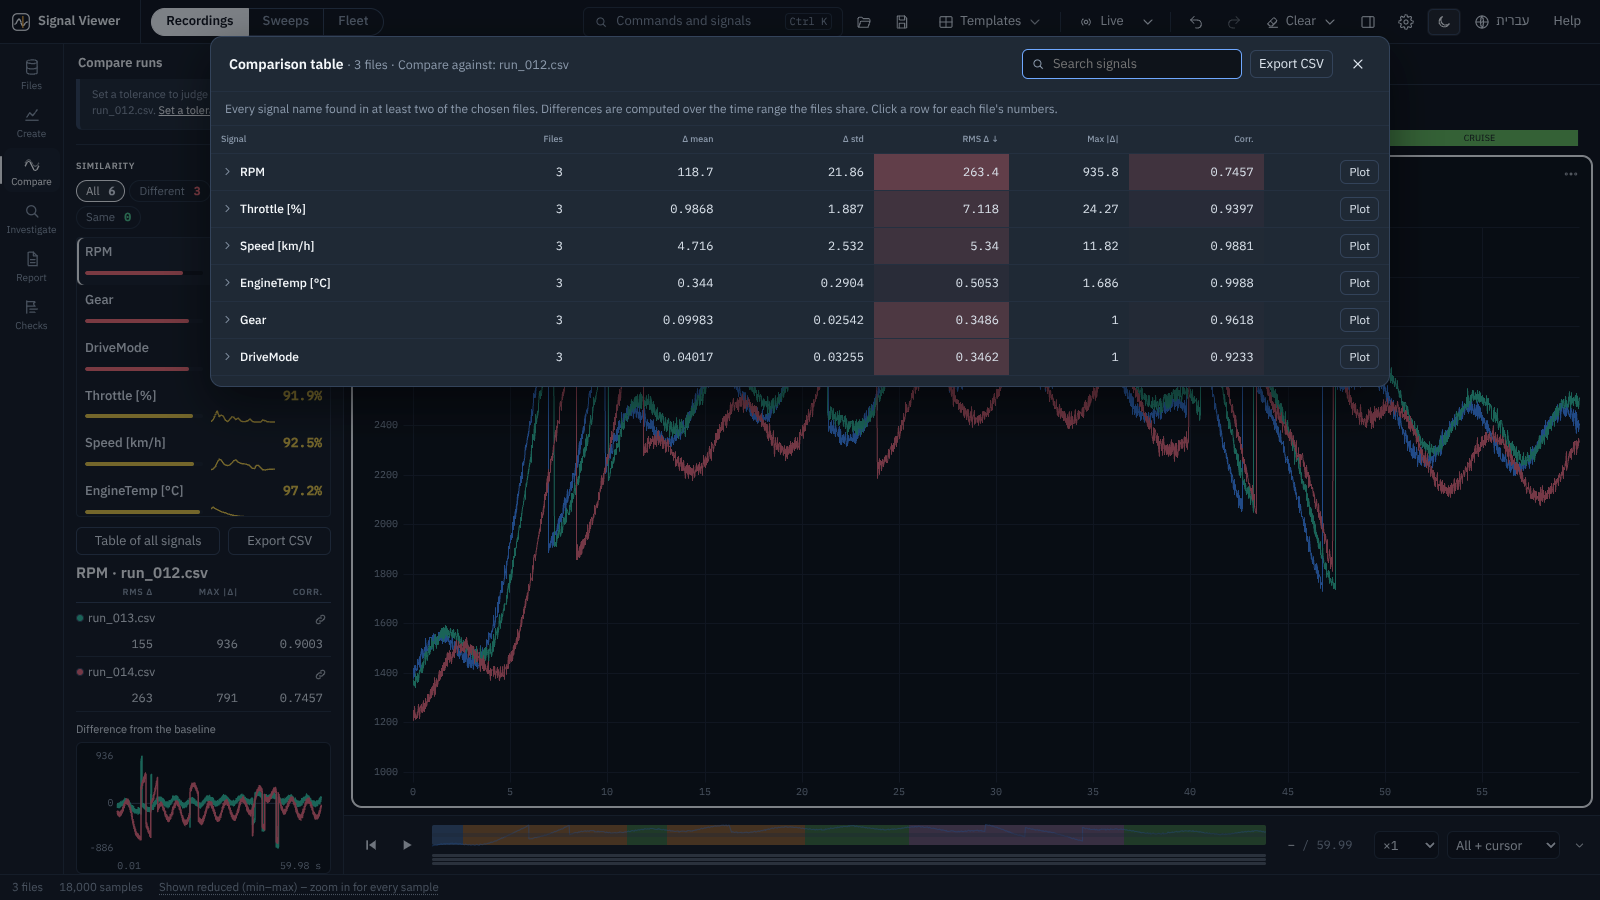 Signal Viewer
Recordings
Sweeps
Fleet
Commands and signals
Ctrl K
Templates
Live
Clear
עברית
Help
Files
Create
Compare
Investigate
Report
Checks
Compare runs
Set a tolerance to judge
run_012.csv. Set a toler
SIMILARITY
All 6
Different 3
Same 0
RPM
Gear
DriveMode
Throttle [%] 91.9%
Speed [km/h] 92.5%
EngineTemp [°C] 97.2%
Table of all signals
Export CSV
RPM · run_012.csv
RMS Δ MAX |Δ| CORR.
run_013.csv
155 936 0.9003
run_014.csv
263 791 0.7457
Difference from the baseline
936
0
-886
0.01 59.98 s
Comparison table · 3 files · Compare against: run_012.csv
Search signals
Export CSV
Every signal name found in at least two of the chosen files. Differences are computed over the time range the files share. Click a row for each file's numbers.
Signal Files Δ mean Δ std RMS Δ ↓ Max |Δ| Corr.
RPM 3 118.7 21.86 263.4 935.8 0.7457 Plot
Throttle [%] 3 0.9868 1.887 7.118 24.27 0.9397 Plot
Speed [km/h] 3 4.716 2.532 5.34 11.82 0.9881 Plot
EngineTemp [°C] 3 0.344 0.2904 0.5053 1.686 0.9988 Plot
Gear 3 0.09983 0.02542 0.3486 1 0.9618 Plot
DriveMode 3 0.04017 0.03255 0.3462 1 0.9233 Plot
CRUISE
2400
2200
2000
1800
1600
1400
1200
1000
0 5 10 15 20 25 30 35 40 45 50 55
– / 59.99
×1
All + cursor
3 files
18,000 samples
Shown reduced (min–max) – zoom in for every sample